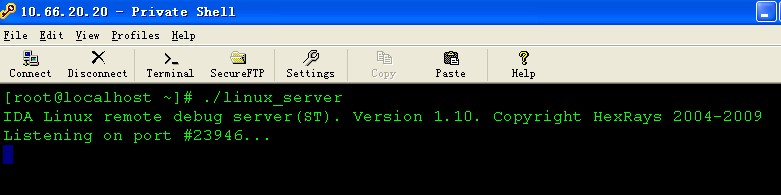 10.66.20.20 - Private Shell
File Edit View Profiles Help
Connect Disconnect Terminal SecureFTP Settings Copy Paste Help
[root@localhost ~]# ./linux_server
IDA Linux remote debug server(ST). Version 1.10. Copyright HexRays 2004-2009
Listening on port #23946...